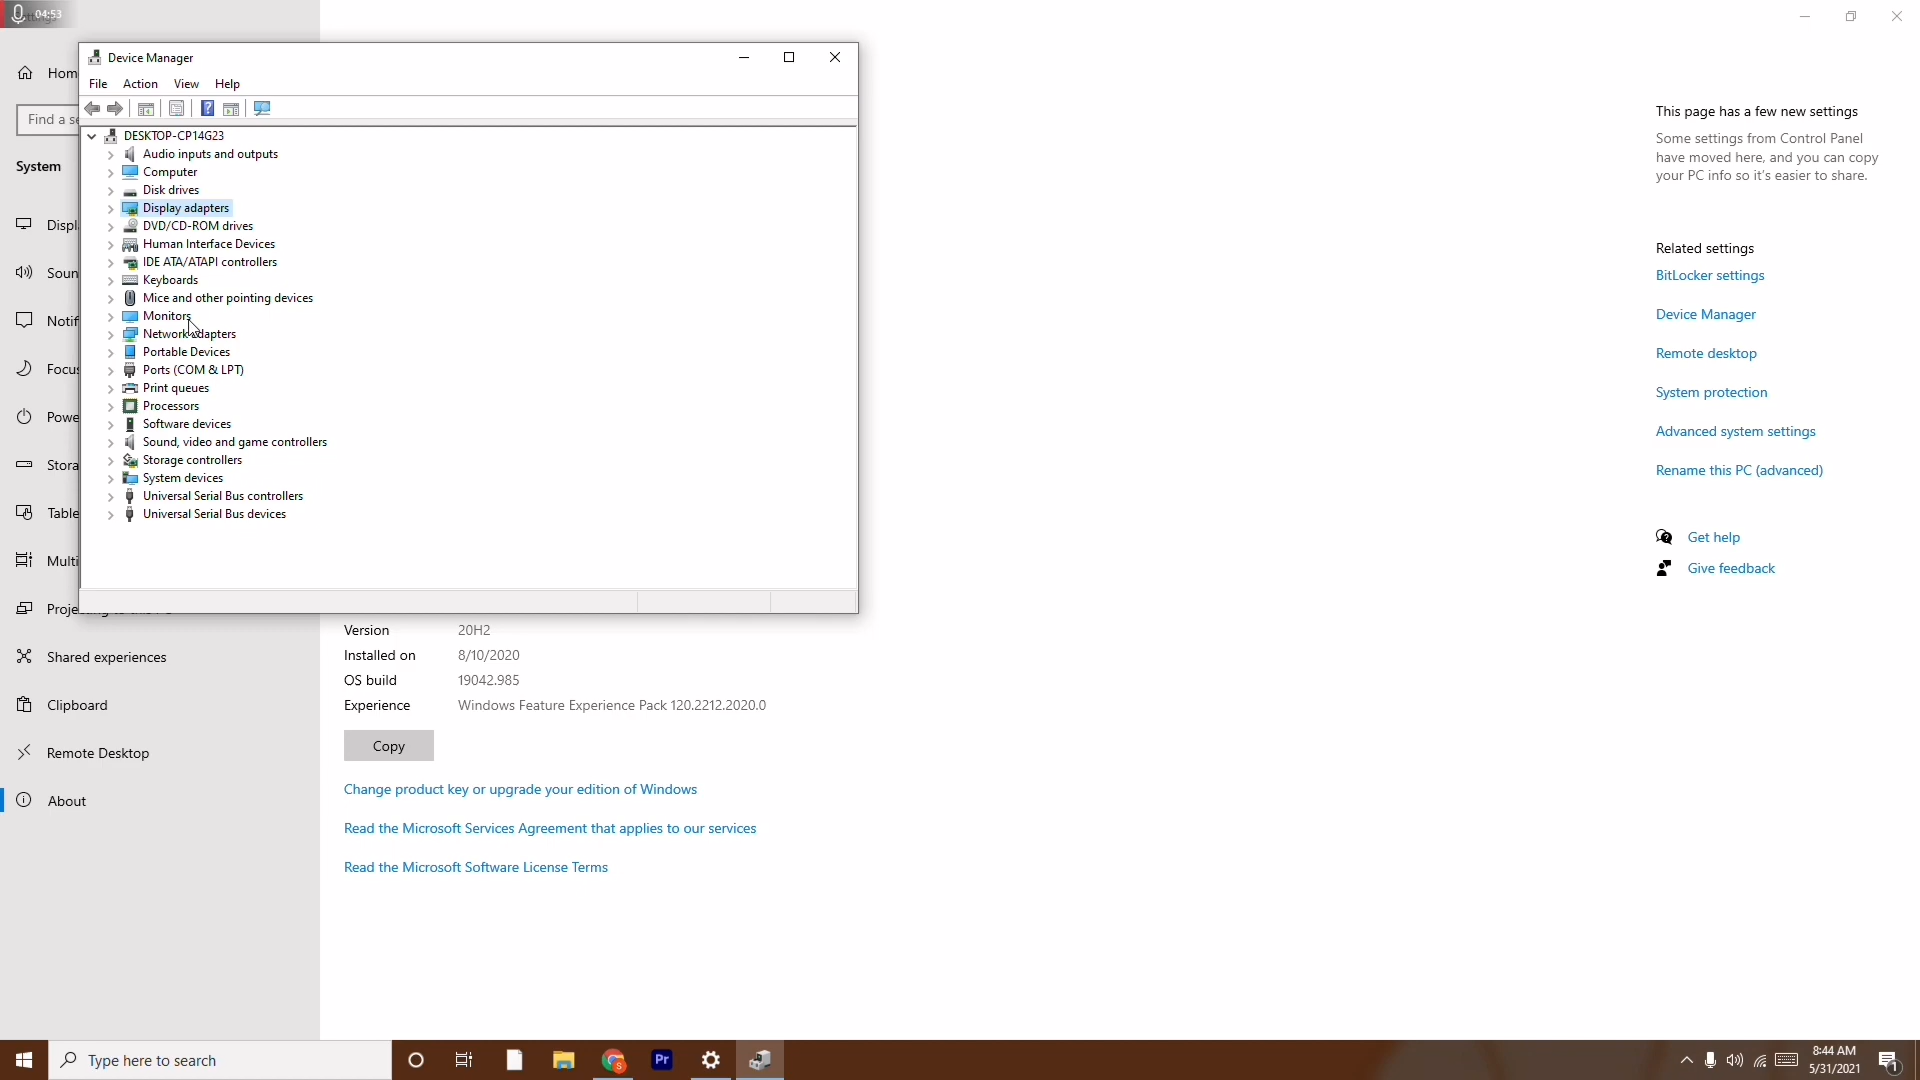 04:53
Device Manager
File Action View Help
DESKTOP-CP14G23
Audio inputs and outputs
Computer
Disk drives
Display adapters
DVD/CD-ROM drives
Human Interface Devices
IDE ATA/ATAPI controllers
Keyboards
Mice and other pointing devices
Monitors
Network adapters
Portable Devices
Ports (COM & LPT)
Print queues
Processors
Software devices
Sound, video and game controllers
Storage controllers
System devices
Universal Serial Bus controllers
Universal Serial Bus devices
Hom
Find a se
System
Displ
Soun
Notif
Focus
Powe
Stora
Table
Multi
Shared experiences
Clipboard
Remote Desktop
About
Version 20H2
Installed on 8/10/2020
OS build 19042.985
Experience Windows Feature Experience Pack 120.2212.2020.0
Copy
Change product key or upgrade your edition of Windows
Read the Microsoft Services Agreement that applies to our services
Read the Microsoft Software License Terms
This page has a few new settings
Some settings from Control Panel
have moved here, and you can copy
your PC info so it's easier to share.
Related settings
BitLocker settings
Device Manager
Remote desktop
System protection
Advanced system settings
Rename this PC (advanced)
Get help
Give feedback
Type here to search
Pr
8:44 AM
5/31/2021
1